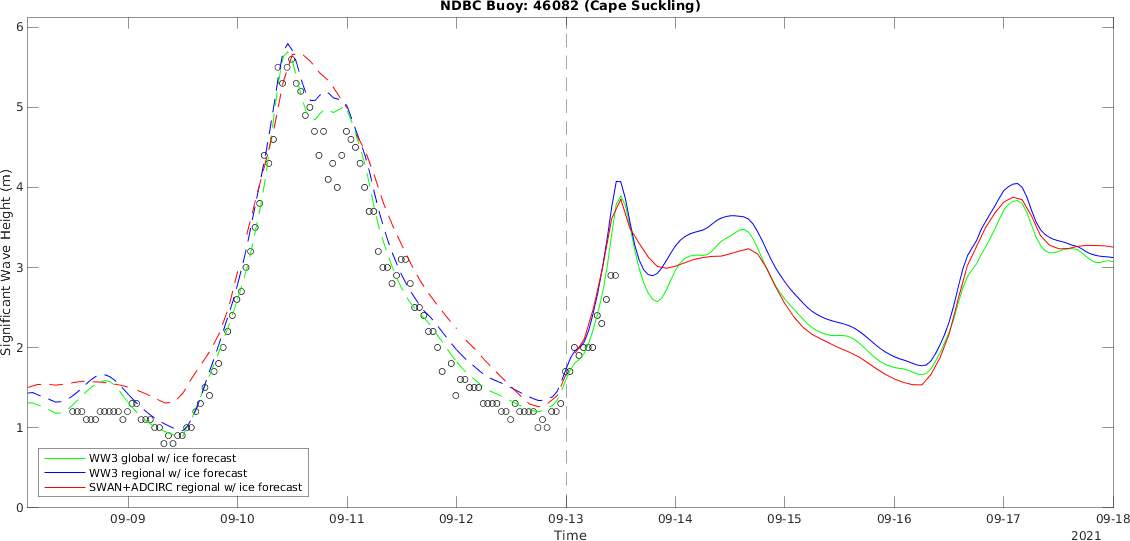 NDBC Buoy: 46082 (Cape Suckling)
Significant Wave Height (m)
6
5
4
3
2
1
0
WW3 global w/ ice forecast
WW3 regional w/ ice forecast
SWAN+ADCIRC regional w/ ice forecast
09-09 09-10 09-11 09-12 09-13 09-14 09-15 09-16 09-17 09-18
Time
2021